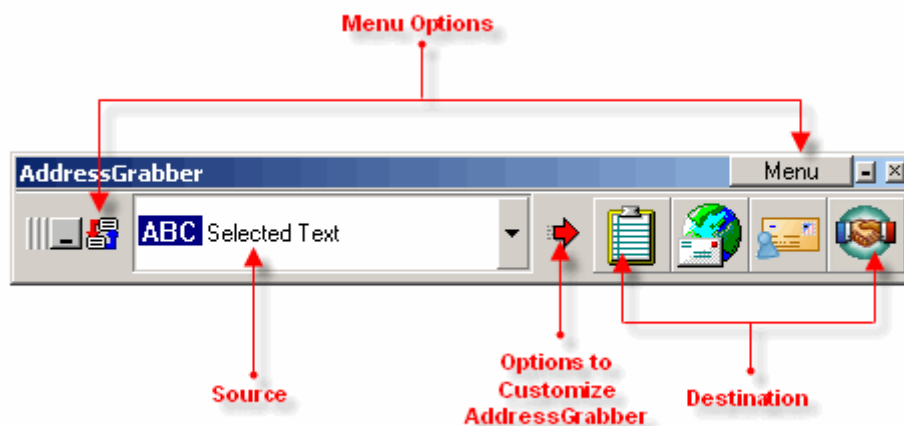 Menu Options
AddressGrabber
Menu
ABC Selected Text
Source
Options to
Customize
AddressGrabber
Destination